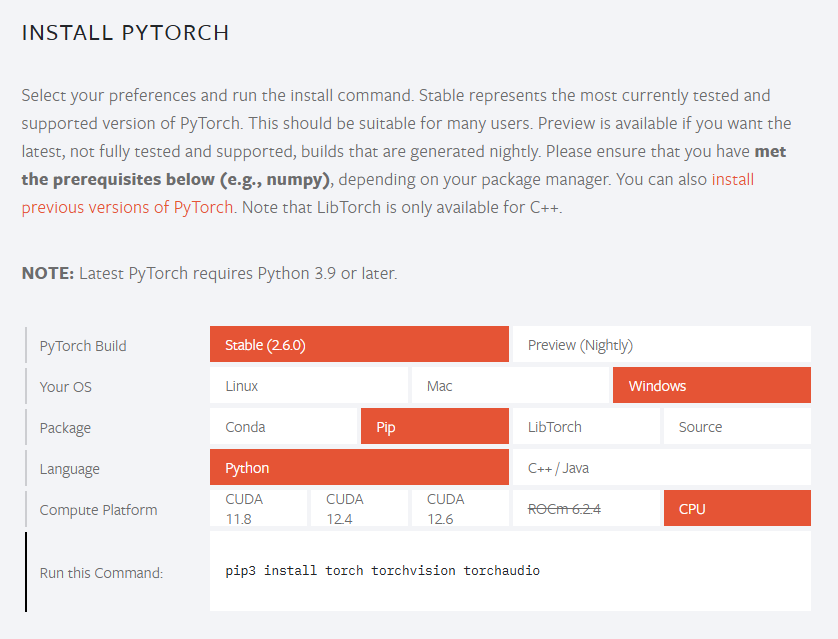 INSTALL PYTORCH
Select your preferences and run the install command. Stable represents the most currently tested and
supported version of PyTorch. This should be suitable for many users. Preview is available if you want the
latest, not fully tested and supported, builds that are generated nightly. Please ensure that you have met
the prerequisites below (e.g., numpy), depending on your package manager. You can also install
previous versions of PyTorch. Note that LibTorch is only available for C++.
NOTE: Latest PyTorch requires Python 3.9 or later.
PyTorch Build Stable (2.6.0) Preview (Nightly)
Your OS Linux Mac Windows
Package Conda Pip LibTorch Source
Language Python C++ / Java
Compute Platform CUDA 11.8 CUDA 12.4 CUDA 12.6 ROCm 6.2.4 CPU
Run this Command: pip3 install torch torchvision torchaudio